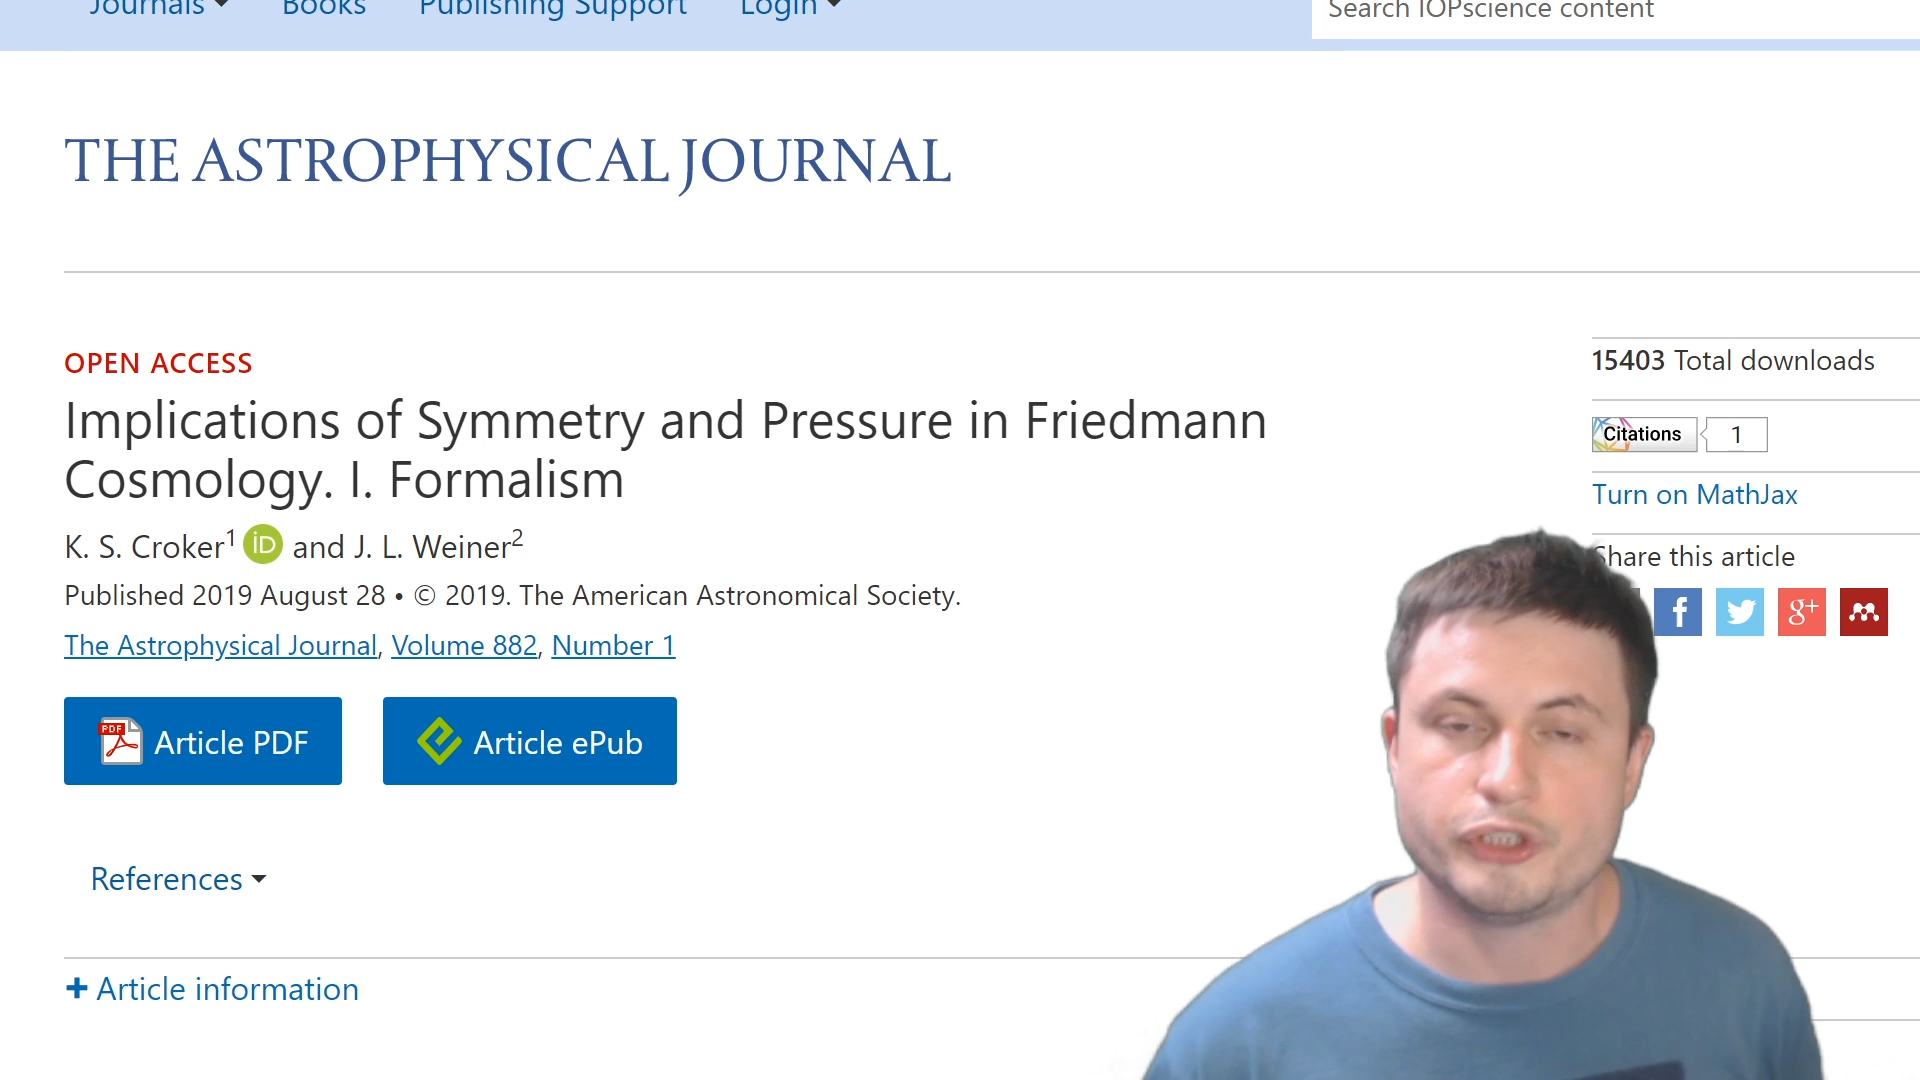 Journals Books Publishing Support Login Search IOPscience content
THE ASTROPHYSICAL JOURNAL
OPEN ACCESS
15403 Total downloads
Implications of Symmetry and Pressure in Friedmann
Cosmology. I. Formalism
Citations 1
Turn on MathJax
K. S. Croker1 iD and J. L. Weiner2
Share this article
Published 2019 August 28 • © 2019. The American Astronomical Society.
f g+
The Astrophysical Journal, Volume 882, Number 1
PDF Article PDF Article ePub
References
+ Article information